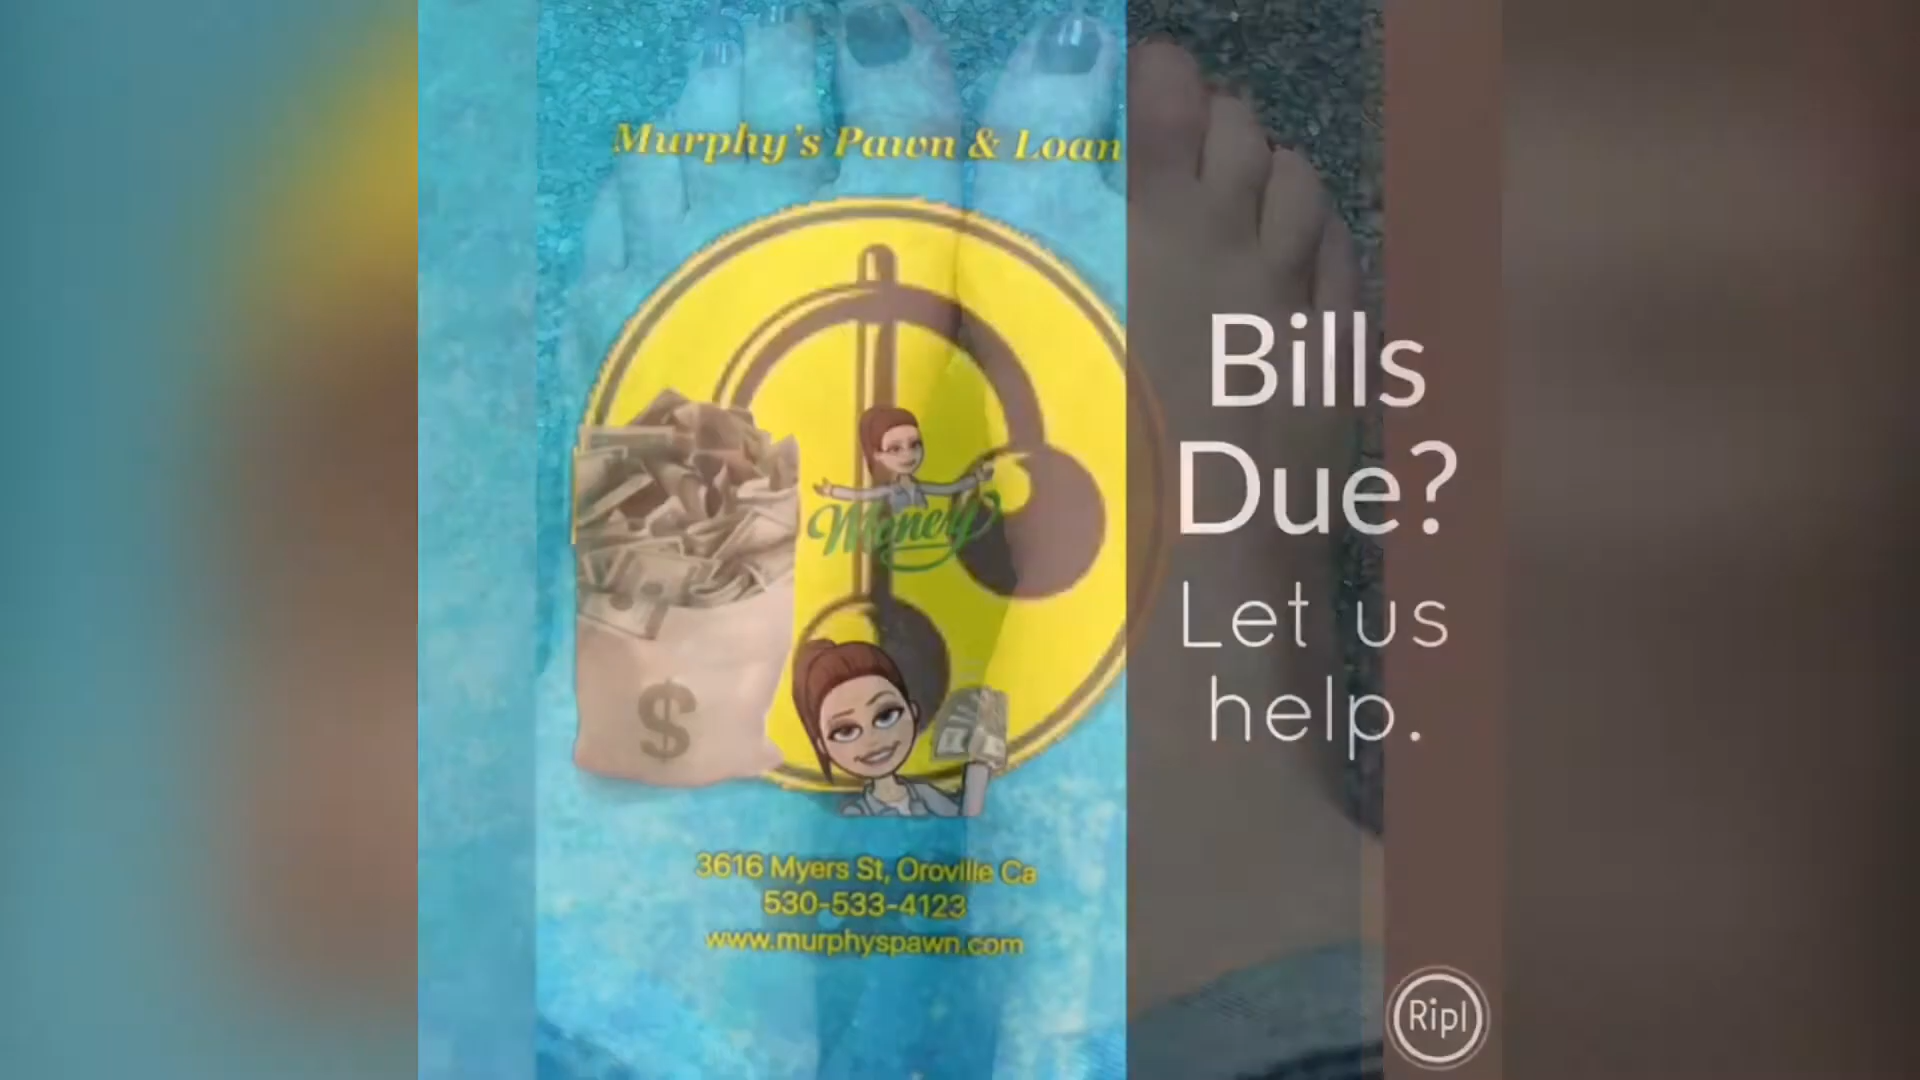 Murphy's Pawn & Loan
Money
$
3616 Myers St, Oroville Ca
530-533-4123
www.murphyspawn.com
Bills
Due?
Let us
help.
Ripl